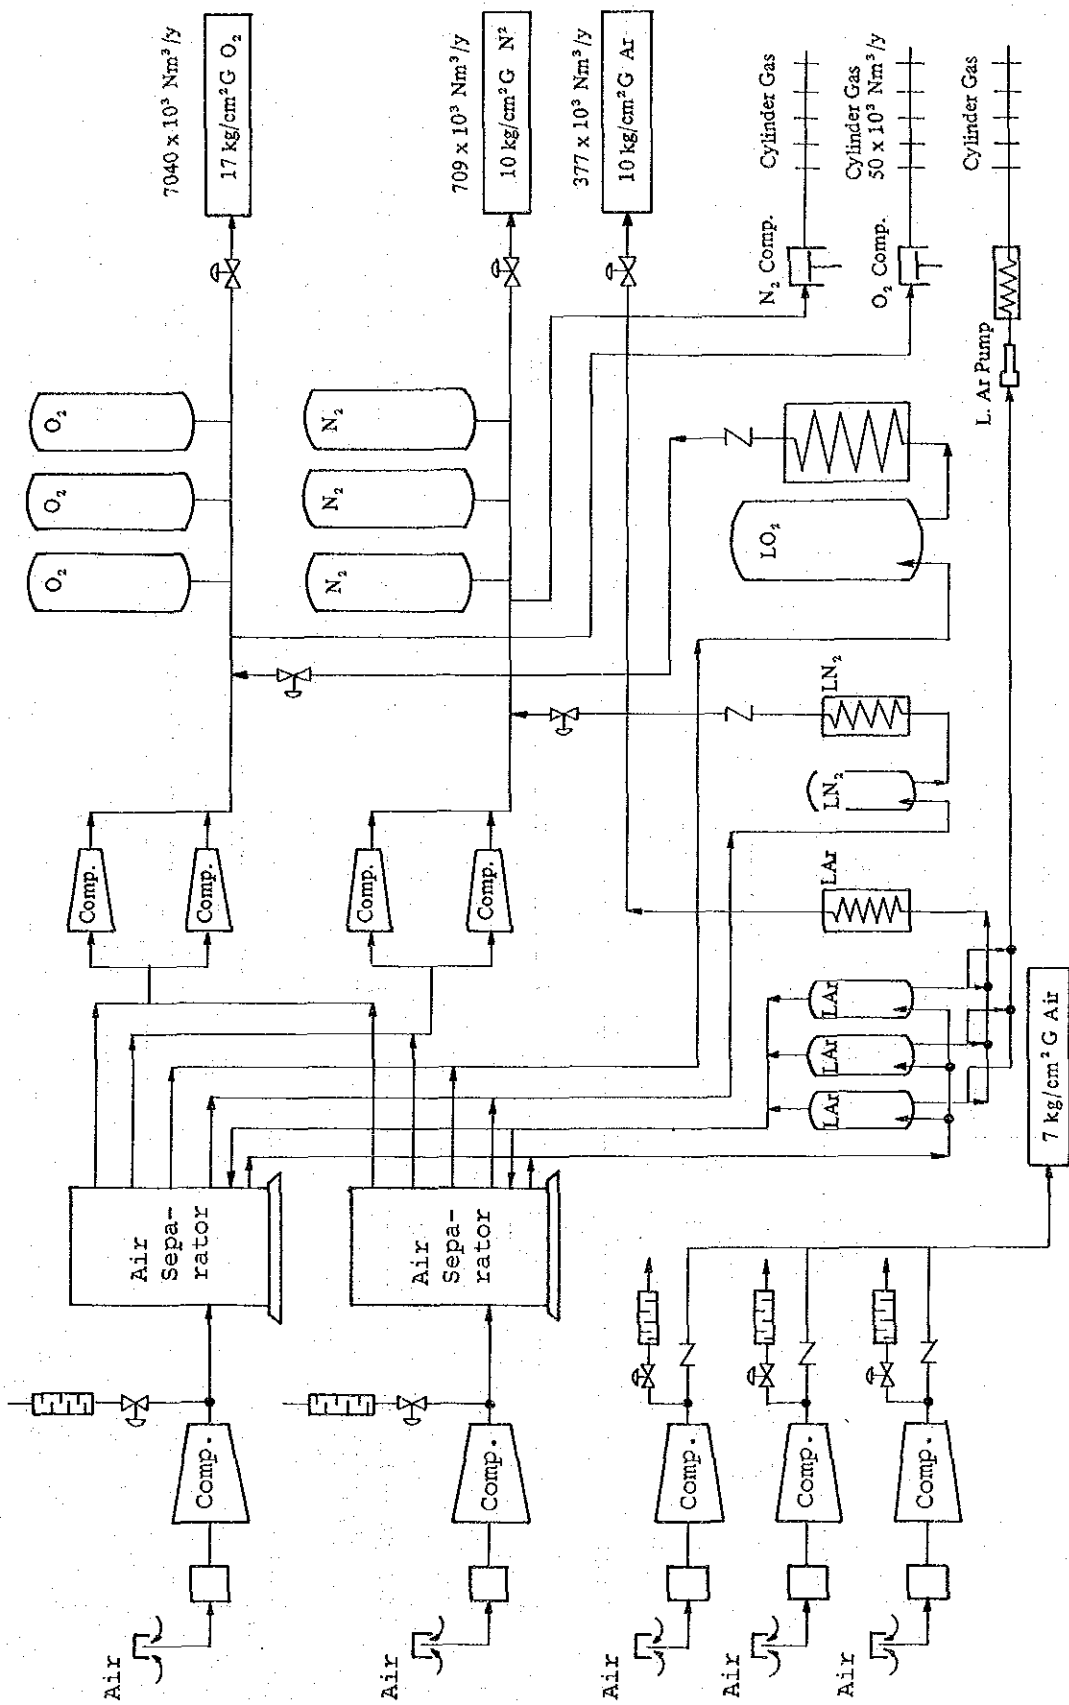 7040 x 10³ Nm³/y
17 kg/cm²G O₂
709 x 10³ Nm³/y
10 kg/cm²G N²
377 x 10³ Nm³/y
10 kg/cm²G Ar
Cylinder Gas
Cylinder Gas
50 x 10³ Nm³/y
Cylinder Gas
N₂ Comp.
O₂ Comp.
L. Ar Pump
O₂
O₂
O₂
N₂
N₂
N₂
LO₂
LN₂
LN₂
LAr
LAr
LAr
LAr
Comp.
Comp.
Comp.
Comp.
7 kg/cm² G Air
Air
Sepa-
rator
Air
Sepa-
rator
Comp.
Comp.
Comp.
Comp.
Comp.
Air
Air
Air
Air
Air